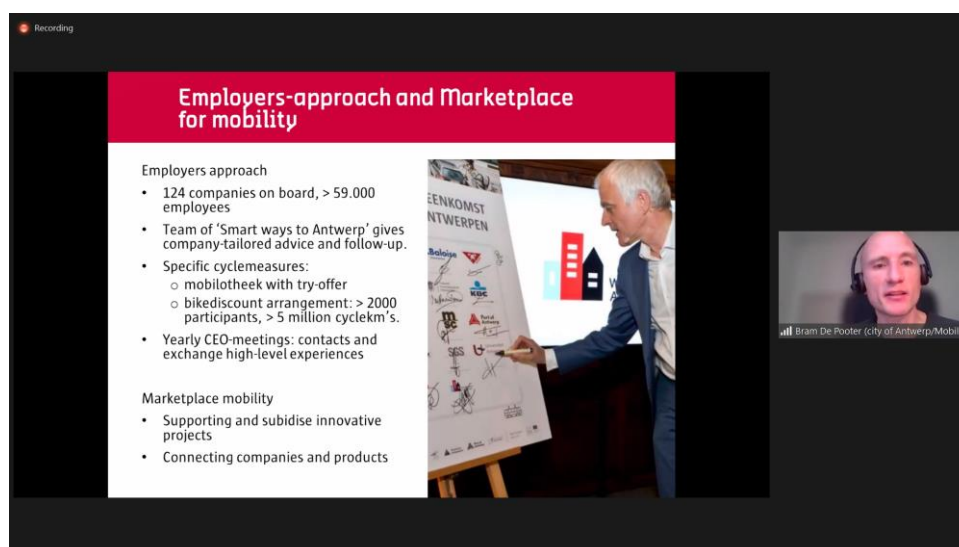 Recording
Employers-approach and Marketplace
for mobility
Employers approach
• 124 companies on board, > 59.000
employees
• Team of ‘Smart ways to Antwerp’ gives
company-tailored advice and follow-up.
• Specific cyclemeasures:
o mobilotheek with try-offer
o bikediscount arrangement: > 2000
participants, > 5 million cyclekm’s.
• Yearly CEO-meetings: contacts and
exchange high-level experiences
Marketplace mobility
• Supporting and subidise innovative
projects
• Connecting companies and products
EENKOMST
NTWERPEN
Baloise
KBC
msc
Port of
Antwerp
SGS
W
A
Bram De Pooter (city of Antwerp/Mobil